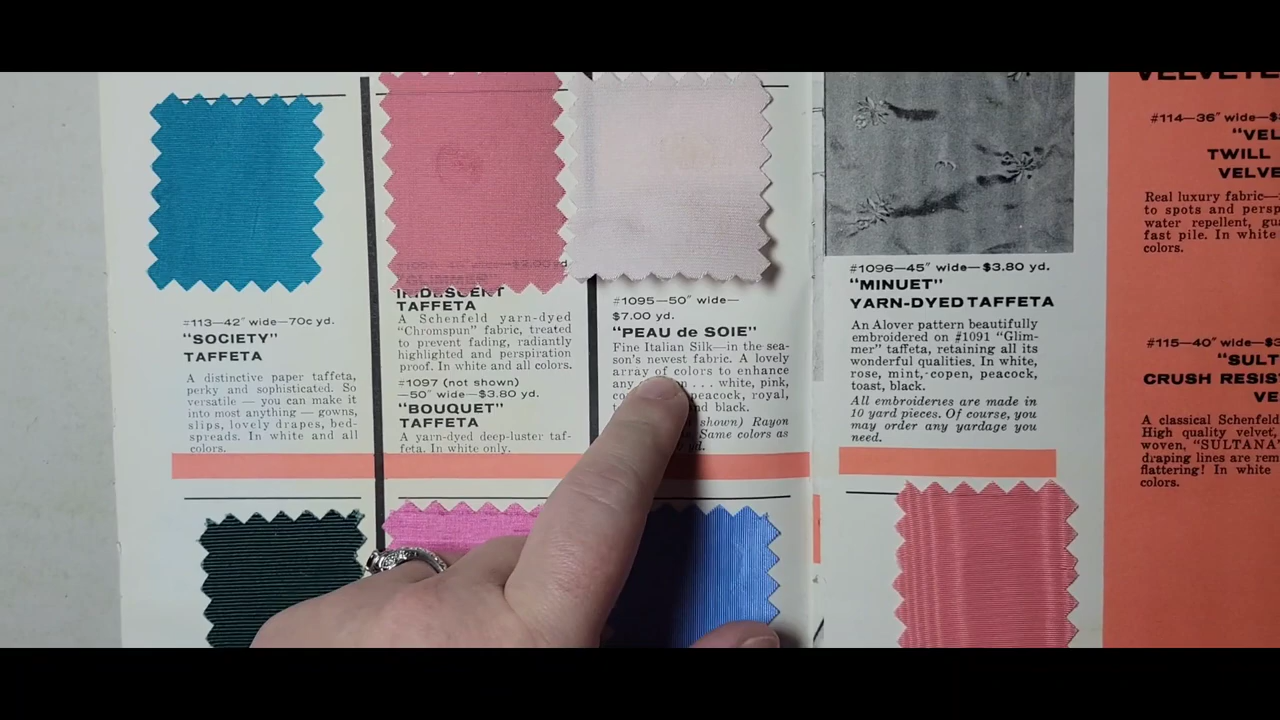 #113—42″ wide—70c yd.
"SOCIETY"
TAFFETA
A distinctive paper taffeta,
perky and sophisticated. So
versatile — you can make it
into most anything — gowns,
slips, lovely drapes, bed-
spreads. In white and all
colors.
"GLIMMER"
IRIDESCENT
TAFFETA
A Schenfeld yarn-dyed
"Chromspun" fabric, treated
to prevent fading, radiantly
highlighted and perspiration
proof. In white and all colors.
#1097 (not shown)
—50″ wide—$3.80 yd.
"BOUQUET"
TAFFETA
A yarn-dyed deep-luster taf-
feta. In white only.
#1095—50″ wide—
$7.00 yd.
"PEAU de SOIE"
Fine Italian Silk—in the sea-
son's newest fabric. A lovely
array of colors to enhance
any ... white, pink,
peacock, royal,
and black.
shown) Rayon
Same colors as
yd.
#1096—45″ wide—$3.80 yd.
"MINUET"
YARN-DYED TAFFETA
An Allover pattern beautifully
embroidered on #1091 "Glim-
mer" taffeta, retaining all its
wonderful qualities. In white,
rose, mint, copen, peacock,
toast, black.
All embroideries are made in
10 yard pieces. Of course, you
may order any yardage you
need.
#114—36″ wide—
"VEL
TWILL
VELVE
Real luxury fabric—
to spots and persp
water repellent, gu
fast pile. In white
colors.
#115—40″ wide—$3
"SULT
CRUSH RESIS
VE
A classical Schenfel
High quality velvet,
woven, "SULTANA"
draping lines are rem
flattering! In white
colors.